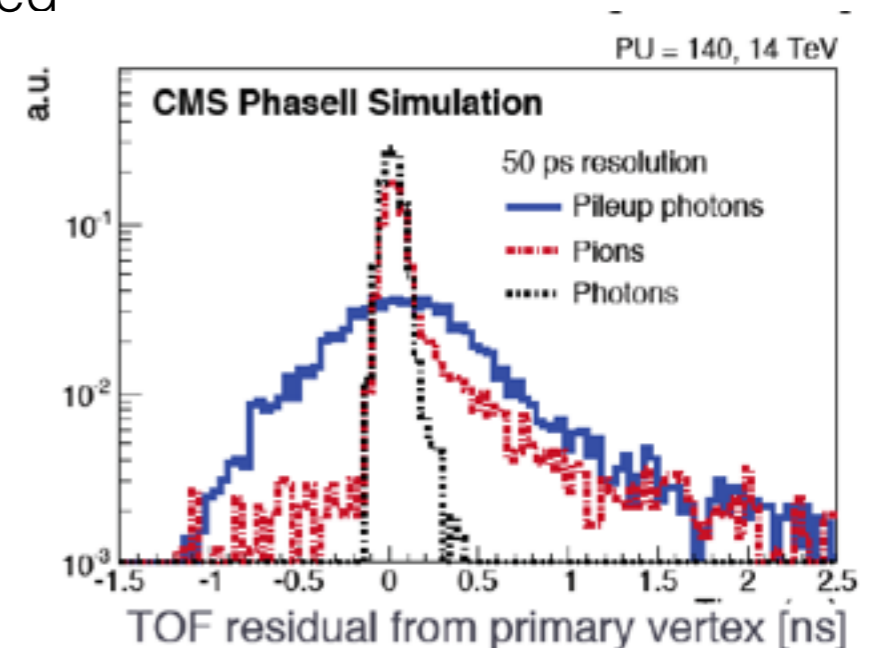 ed
PU = 140, 14 TeV
a.u.
CMS PhaseII Simulation
50 ps resolution
Pileup photons
Pions
Photons
10-1
10-2
10-3
-1.5 -1 -0.5 0 0.5 1 1.5 2 2.5
TOF residual from primary vertex [ns]